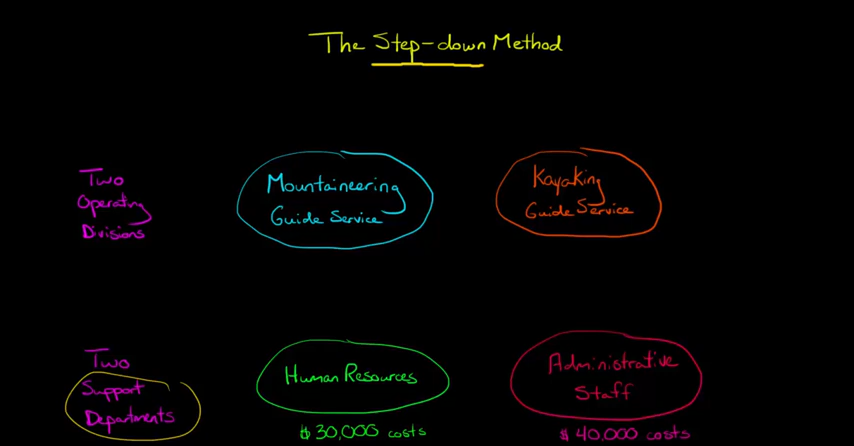 The Step-down Method
Two
Operating
Divisions
Mountaineering
Guide Service
Kayaking
Guide Service
Two
Support
Departments
Human Resources
$30,000 costs
Administrative
Staff
$40,000 costs